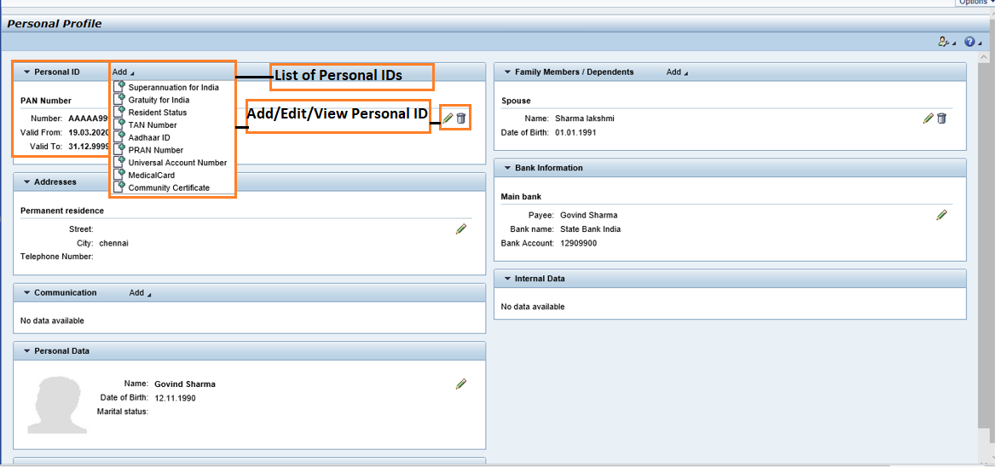 Options
Personal Profile
Personal ID
Add
List of Personal IDs
Superannuation for India
Gratuity for India
Resident Status
TAN Number
Aadhaar ID
PRAN Number
Universal Account Number
MedicalCard
Community Certificate
Add/Edit/View Personal ID
PAN Number
Number: AAAAA99
Valid From: 19.03.2020
Valid To: 31.12.9999
Addresses
Permanent residence
Street:
City: chennai
Telephone Number:
Communication
Add
No data available
Personal Data
Name: Govind Sharma
Date of Birth: 12.11.1990
Marital status:
Family Members / Dependents
Add
Spouse
Name: Sharma lakshmi
Date of Birth: 01.01.1991
Bank Information
Main bank
Payee: Govind Sharma
Bank name: State Bank India
Bank Account: 12909900
Internal Data
No data available